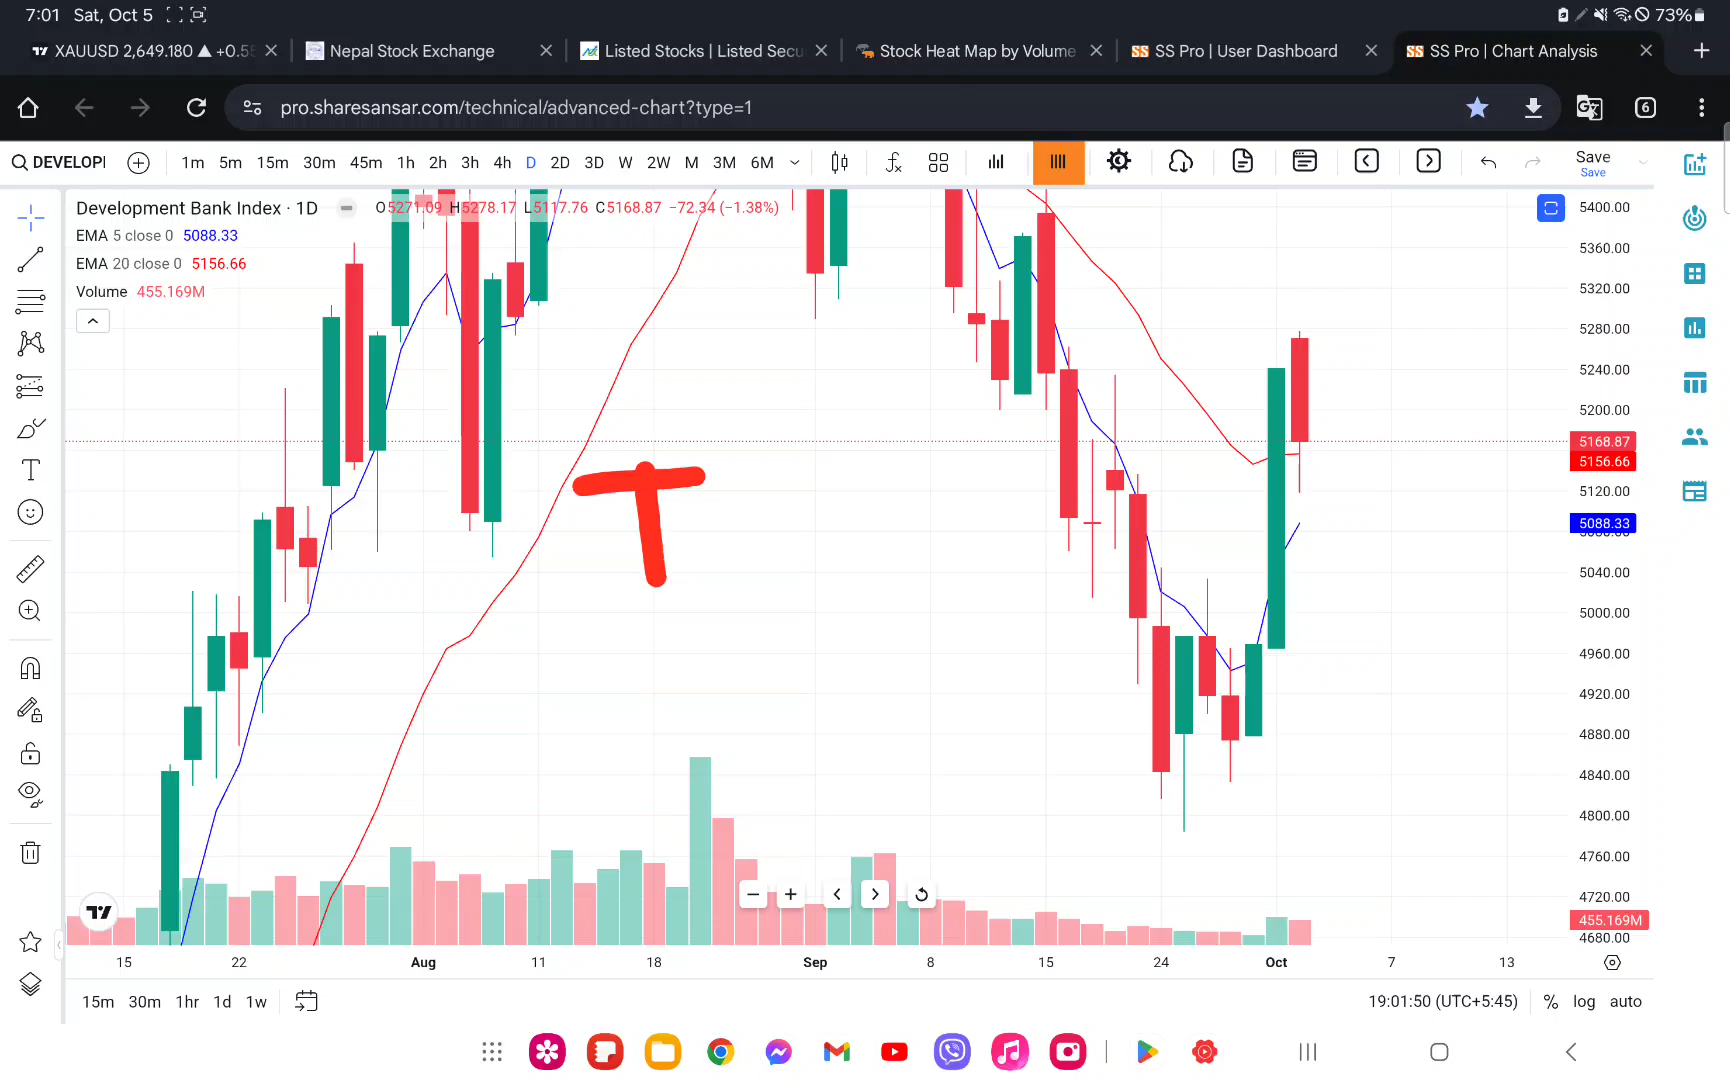 7:01 Sat, Oct 5
73%
XAUUSD 2,649.180 ▲ +0.55
Nepal Stock Exchange
Listed Stocks | Listed Secu
Stock Heat Map by Volume
SS Pro | User Dashboard
SS Pro | Chart Analysis
pro.sharesansar.com/technical/advanced-chart?type=1
6
DEVELOPI
1m 5m 15m 30m 45m 1h 2h 3h 4h D 2D 3D W 2W M 3M 6M
Save
Save
Development Bank Index · 1D
O5271.09 H5278.17 L5117.76 C5168.87 −72.34 (−1.38%)
EMA 5 close 0 5088.33
EMA 20 close 0 5156.66
Volume 455.169M
T
5400.00
5360.00
5320.00
5280.00
5240.00
5200.00
5168.87
5156.66
5120.00
5088.33
5080.00
5040.00
5000.00
4960.00
4920.00
4880.00
4840.00
4800.00
4760.00
4720.00
455.169M
4680.00
15 22 Aug 11 18 Sep 8 15 24 Oct 7 13
15m 30m 1hr 1d 1w
19:01:50 (UTC+5:45) % log auto